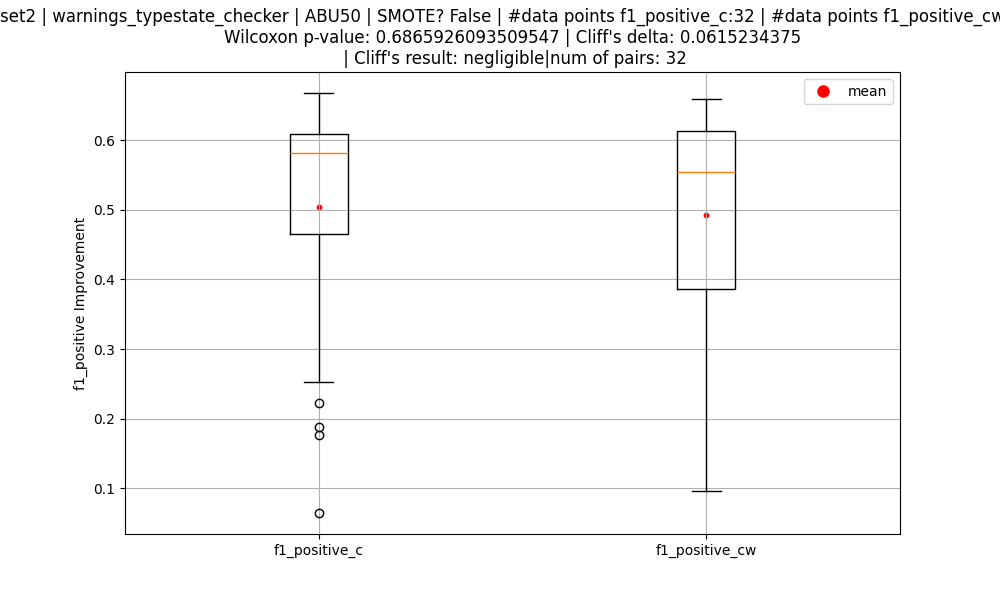 set2 | warnings_typestate_checker | ABU50 | SMOTE? False | #data points f1_positive_c:32 | #data points f1_positive_cw
Wilcoxon p-value: 0.6865926093509547 | Cliff's delta: 0.0615234375
| Cliff's result: negligible|num of pairs: 32
mean
f1_positive Improvement
0.6
0.5
0.4
0.3
0.2
0.1
f1_positive_c
f1_positive_cw